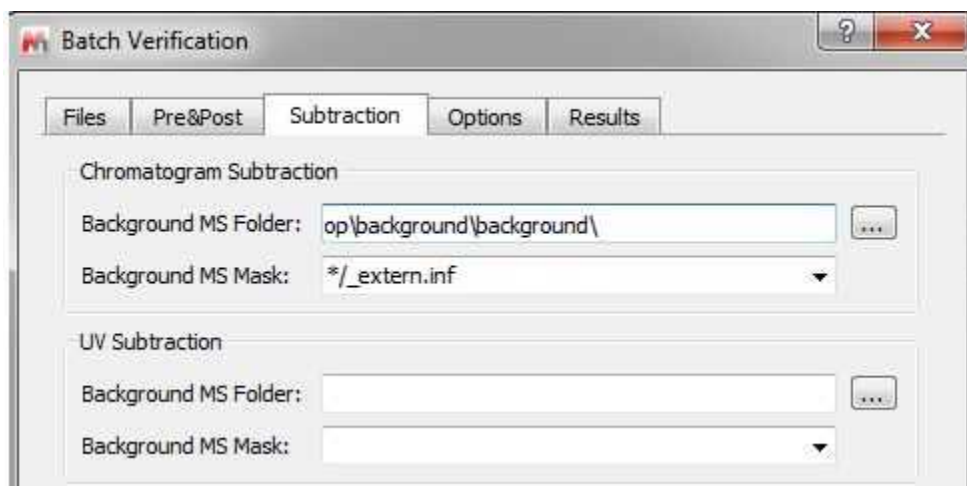 Batch Verification
Files Pre&Post Subtraction Options Results
Chromatogram Subtraction
Background MS Folder: op\background\background\ ...
Background MS Mask: */_extern.inf
UV Subtraction
Background MS Folder: ...
Background MS Mask: